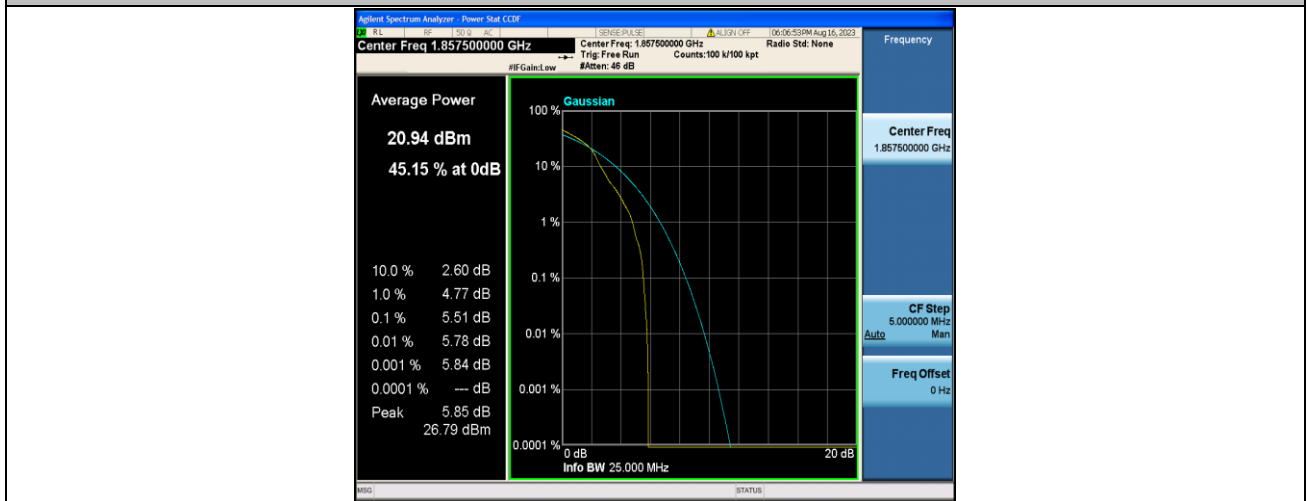 Agilent Spectrum Analyzer - Power Stat CCDF
RL RF 50 Ω AC SENSE:PULSE ALIGN OFF 06:06:53PM Aug 16, 2023
Center Freq 1.857500000 GHz
Center Freq: 1.857500000 GHz Radio Std: None
Trig: Free Run Counts:100 k/100 kpt
#IFGain:Low #Atten: 46 dB
Frequency
Average Power
20.94 dBm
45.15 % at 0dB
10.0 % 2.60 dB
1.0 % 4.77 dB
0.1 % 5.51 dB
0.01 % 5.78 dB
0.001 % 5.84 dB
0.0001 % --- dB
Peak 5.85 dB
26.79 dBm
Gaussian
100 %
10 %
1 %
0.1 %
0.01 %
0.001 %
0.0001 %
0 dB 20 dB
Info BW 25.000 MHz
Center Freq
1.857500000 GHz
CF Step
5.000000 MHz
Auto Man
Freq Offset
0 Hz
MSG STATUS